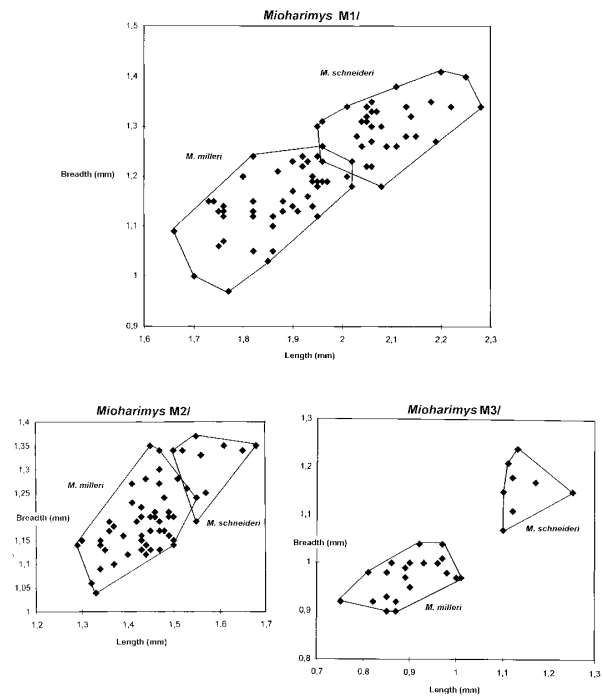 Mioharimys M1/
1,5
1,4
1,3
Breadth (mm)
1,2
1,1
1
0,9
M. schneideri
M. milleri
1,6 1,7 1,8 1,9 2 2,1 2,2 2,3
Length (mm)
Mioharimys M2/
1,4
1,35
1,3
1,25
Breadth (mm)
1,15
1,1
1,05
1
M. milleri
M. schneideri
1,2 1,3 1,4 1,5 1,6 1,7
Length (mm)
Mioharimys M3/
1,3
1,2
1,1
Breadth (mm)
1
0,9
0,8
M. schneideri
M. milleri
0,7 0,8 0,9 1 1,1 1,2 1,3
Length (mm)